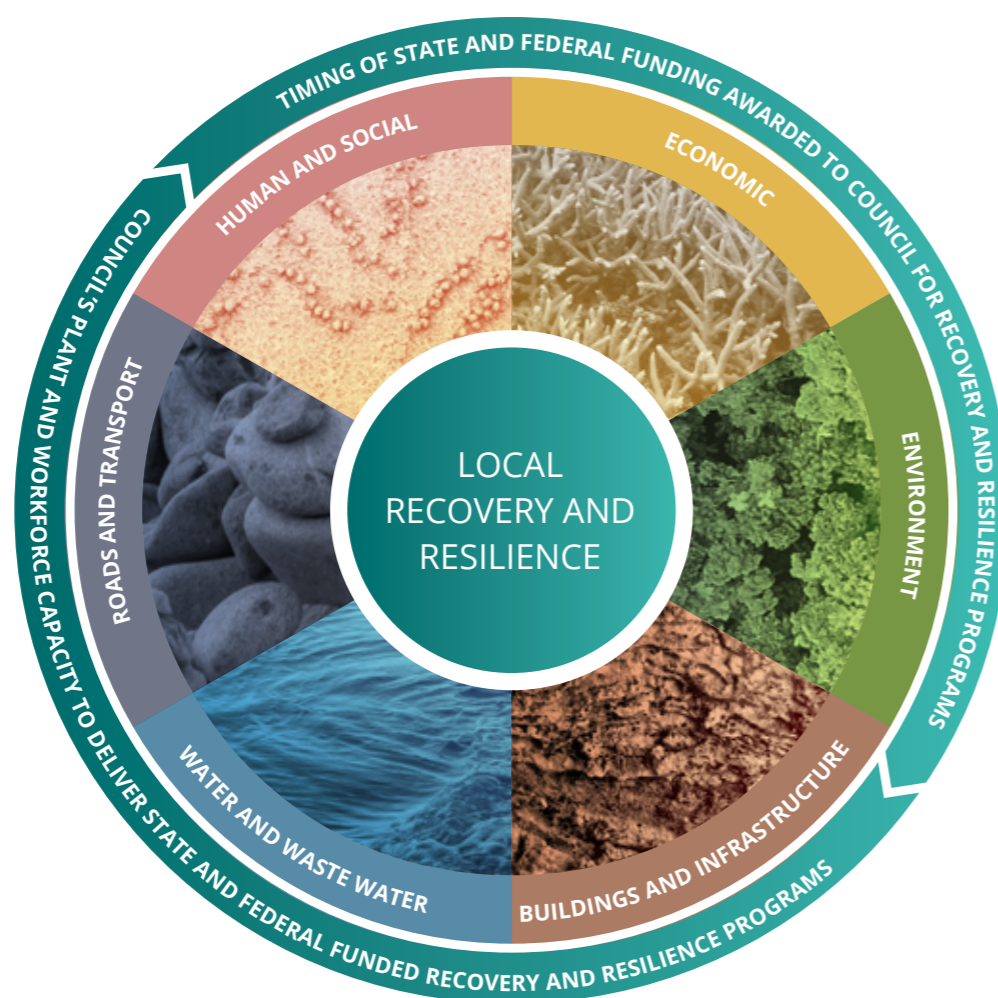 TIMING OF STATE AND FEDERAL FUNDING AWARDED TO COUNCIL FOR RECOVERY AND RESILIENCE PROGRAMS
COUNCIL'S PLANT AND WORKFORCE CAPACITY TO DELIVER STATE AND FEDERAL FUNDED RECOVERY AND RESILIENCE PROGRAMS
HUMAN AND SOCIAL
ECONOMIC
ENVIRONMENT
BUILDINGS AND INFRASTRUCTURE
WATER AND WASTE WATER
ROADS AND TRANSPORT
LOCAL
RECOVERY AND
RESILIENCE